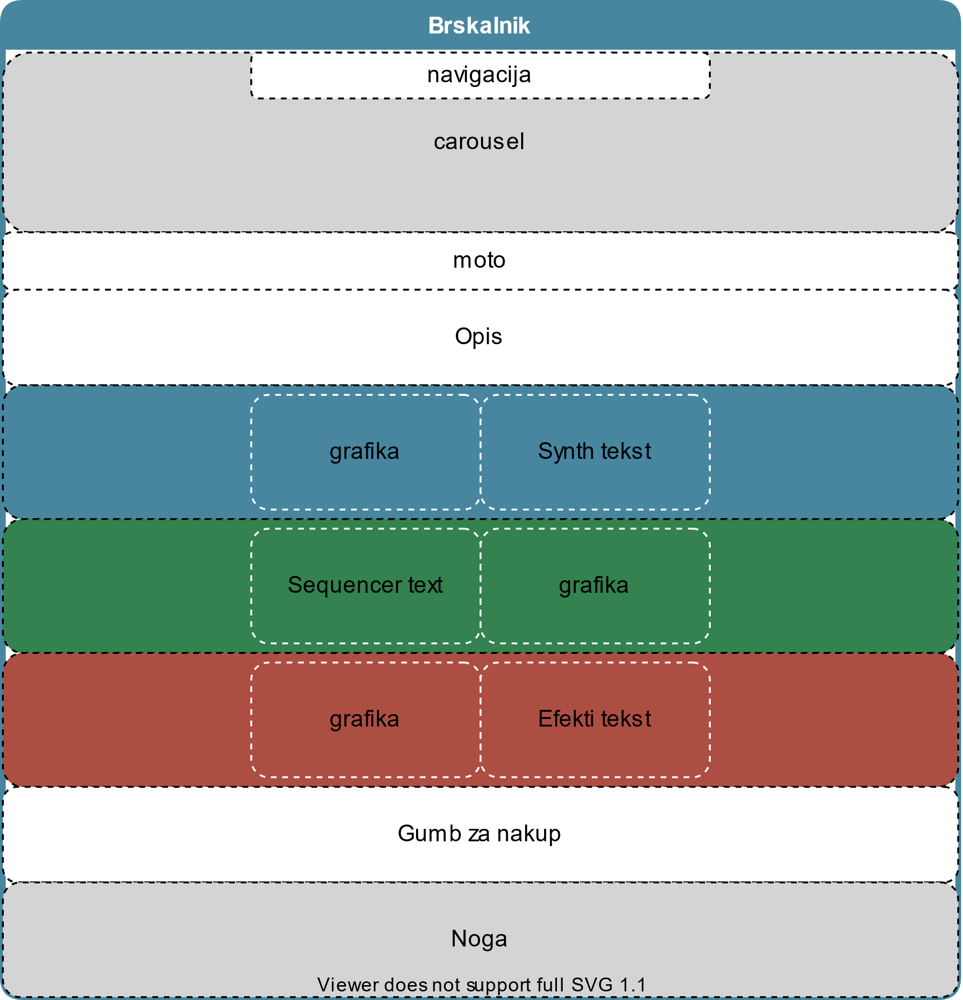 Brskalnik
navigacija
carousel
moto
Opis
grafika
Synth tekst
Sequencer text
grafika
grafika
Efekti tekst
Gumb za nakup
Noga
Viewer does not support full SVG 1.1